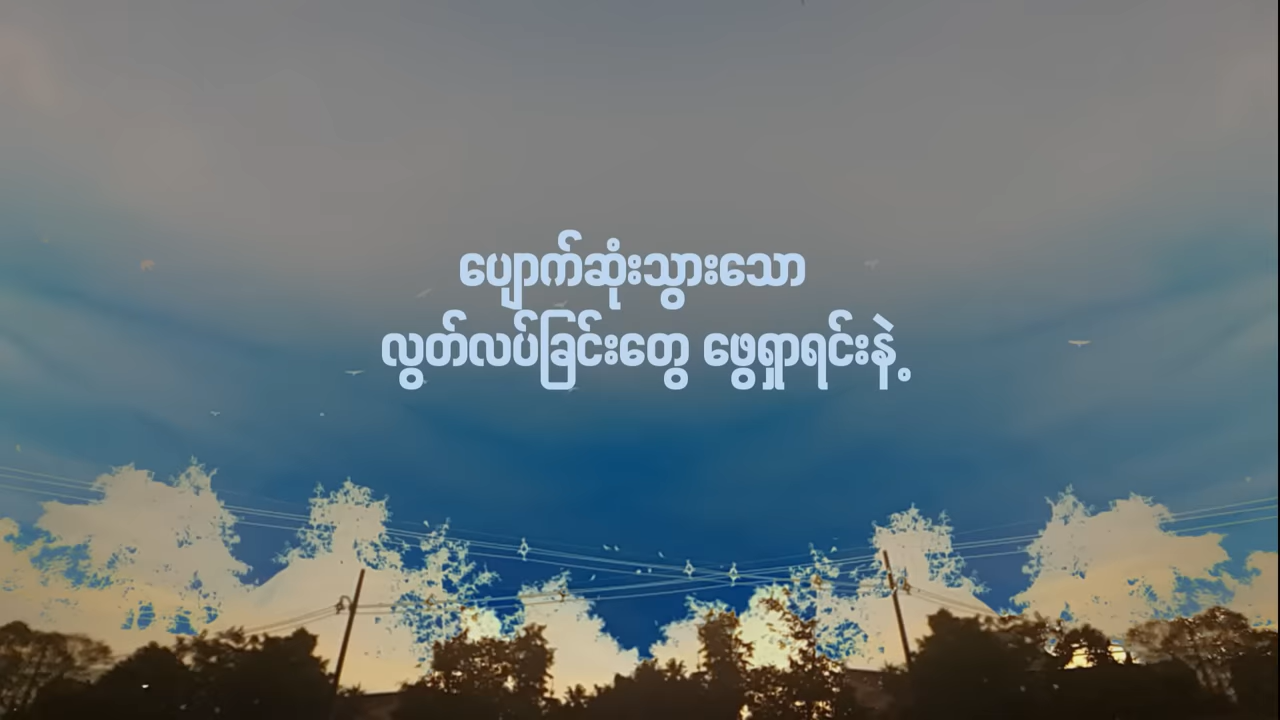 ပျောက်ဆုံးသွားသော
လွတ်လပ်ခြင်းတွေ ဖွေရှာရင်းနဲ့